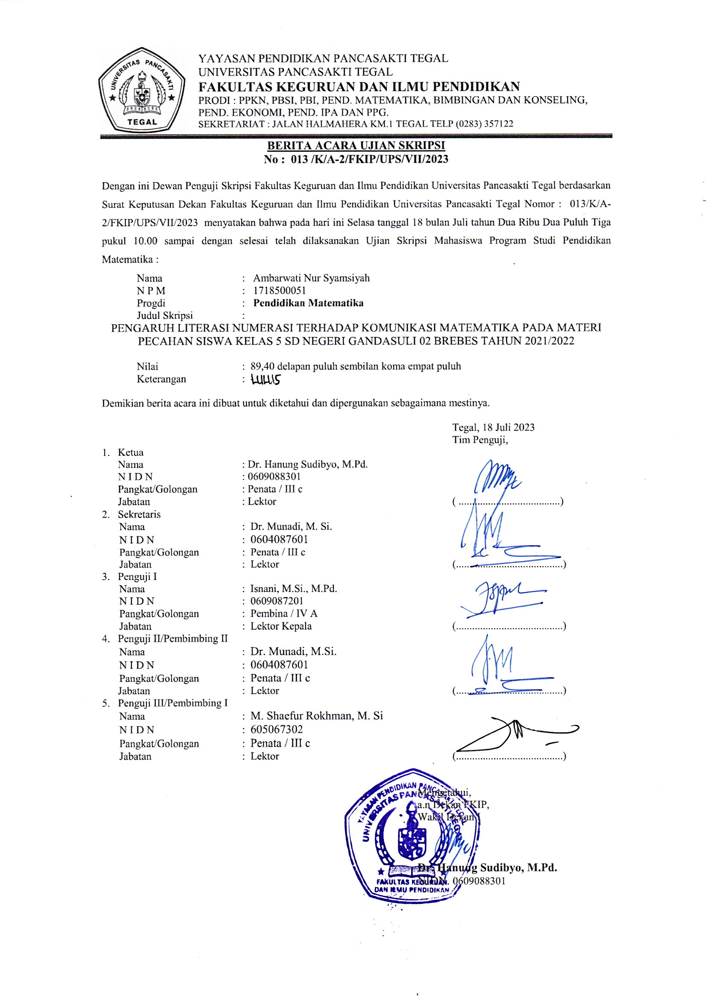 UNIVERSITAS PANCASAKTI
TEGAL
YAYASAN PENDIDIKAN PANCASAKTI TEGAL
UNIVERSITAS PANCASAKTI TEGAL
FAKULTAS KEGURUAN DAN ILMU PENDIDIKAN
PRODI : PPKN, PBSI, PBI, PEND. MATEMATIKA, BIMBINGAN DAN KONSELING,
PEND. EKONOMI, PEND. IPA DAN PPG.
SEKRETARIAT : JALAN HALMAHERA KM.1 TEGAL TELP (0283) 357122
BERITA ACARA UJIAN SKRIPSI
No : 013 /K/A-2/FKIP/UPS/VII/2023
Dengan ini Dewan Penguji Skripsi Fakultas Keguruan dan Ilmu Pendidikan Universitas Pancasakti Tegal berdasarkan
Surat Keputusan Dekan Fakultas Keguruan dan Ilmu Pendidikan Universitas Pancasakti Tegal Nomor : 013/K/A-
2/FKIP/UPS/VII/2023 menyatakan bahwa pada hari ini Selasa tanggal 18 bulan Juli tahun Dua Ribu Dua Puluh Tiga
pukul 10.00 sampai dengan selesai telah dilaksanakan Ujian Skripsi Mahasiswa Program Studi Pendidikan
Matematika :
Nama : Ambarwati Nur Syamsiyah
N P M : 1718500051
Progdi : Pendidikan Matematika
Judul Skripsi :
PENGARUH LITERASI NUMERASI TERHADAP KOMUNIKASI MATEMATIKA PADA MATERI
PECAHAN SISWA KELAS 5 SD NEGERI GANDASULI 02 BREBES TAHUN 2021/2022
Nilai : 89,40 delapan puluh sembilan koma empat puluh
Keterangan : LULUS
Demikian berita acara ini dibuat untuk diketahui dan dipergunakan sebagaimana mestinya.
Tegal, 18 Juli 2023
Tim Penguji,
1. Ketua
Nama : Dr. Hanung Sudibyo, M.Pd.
N I D N : 0609088301
Pangkat/Golongan : Penata / III c
Jabatan : Lektor (......................................)
2. Sekretaris
Nama : Dr. Munadi, M. Si.
N I D N : 0604087601
Pangkat/Golongan : Penata / III c
Jabatan : Lektor (........................................)
3. Penguji I
Nama : Isnani, M.Si., M.Pd.
N I D N : 0609087201
Pangkat/Golongan : Pembina / IV A
Jabatan : Lektor Kepala (........................................)
4. Penguji II/Pembimbing II
Nama : Dr. Munadi, M.Si.
N I D N : 0604087601
Pangkat/Golongan : Penata / III c
Jabatan : Lektor (........................................)
5. Penguji III/Pembimbing I
Nama : M. Shaefur Rokhman, M. Si
N I D N : 605067302
Pangkat/Golongan : Penata / III c
Jabatan : Lektor (........................................)
YAYASAN PENDIDIKAN PANCASAKTI TEGAL
UNIVERSITAS PANCASAKTI TEGAL
Mengetahui,
a.n Dekan FKIP,
Wakil Dekan I
Dr. Hanung Sudibyo, M.Pd.
NIDN. 0609088301
FAKULTAS KEGURUAN
DAN ILMU PENDIDIKAN